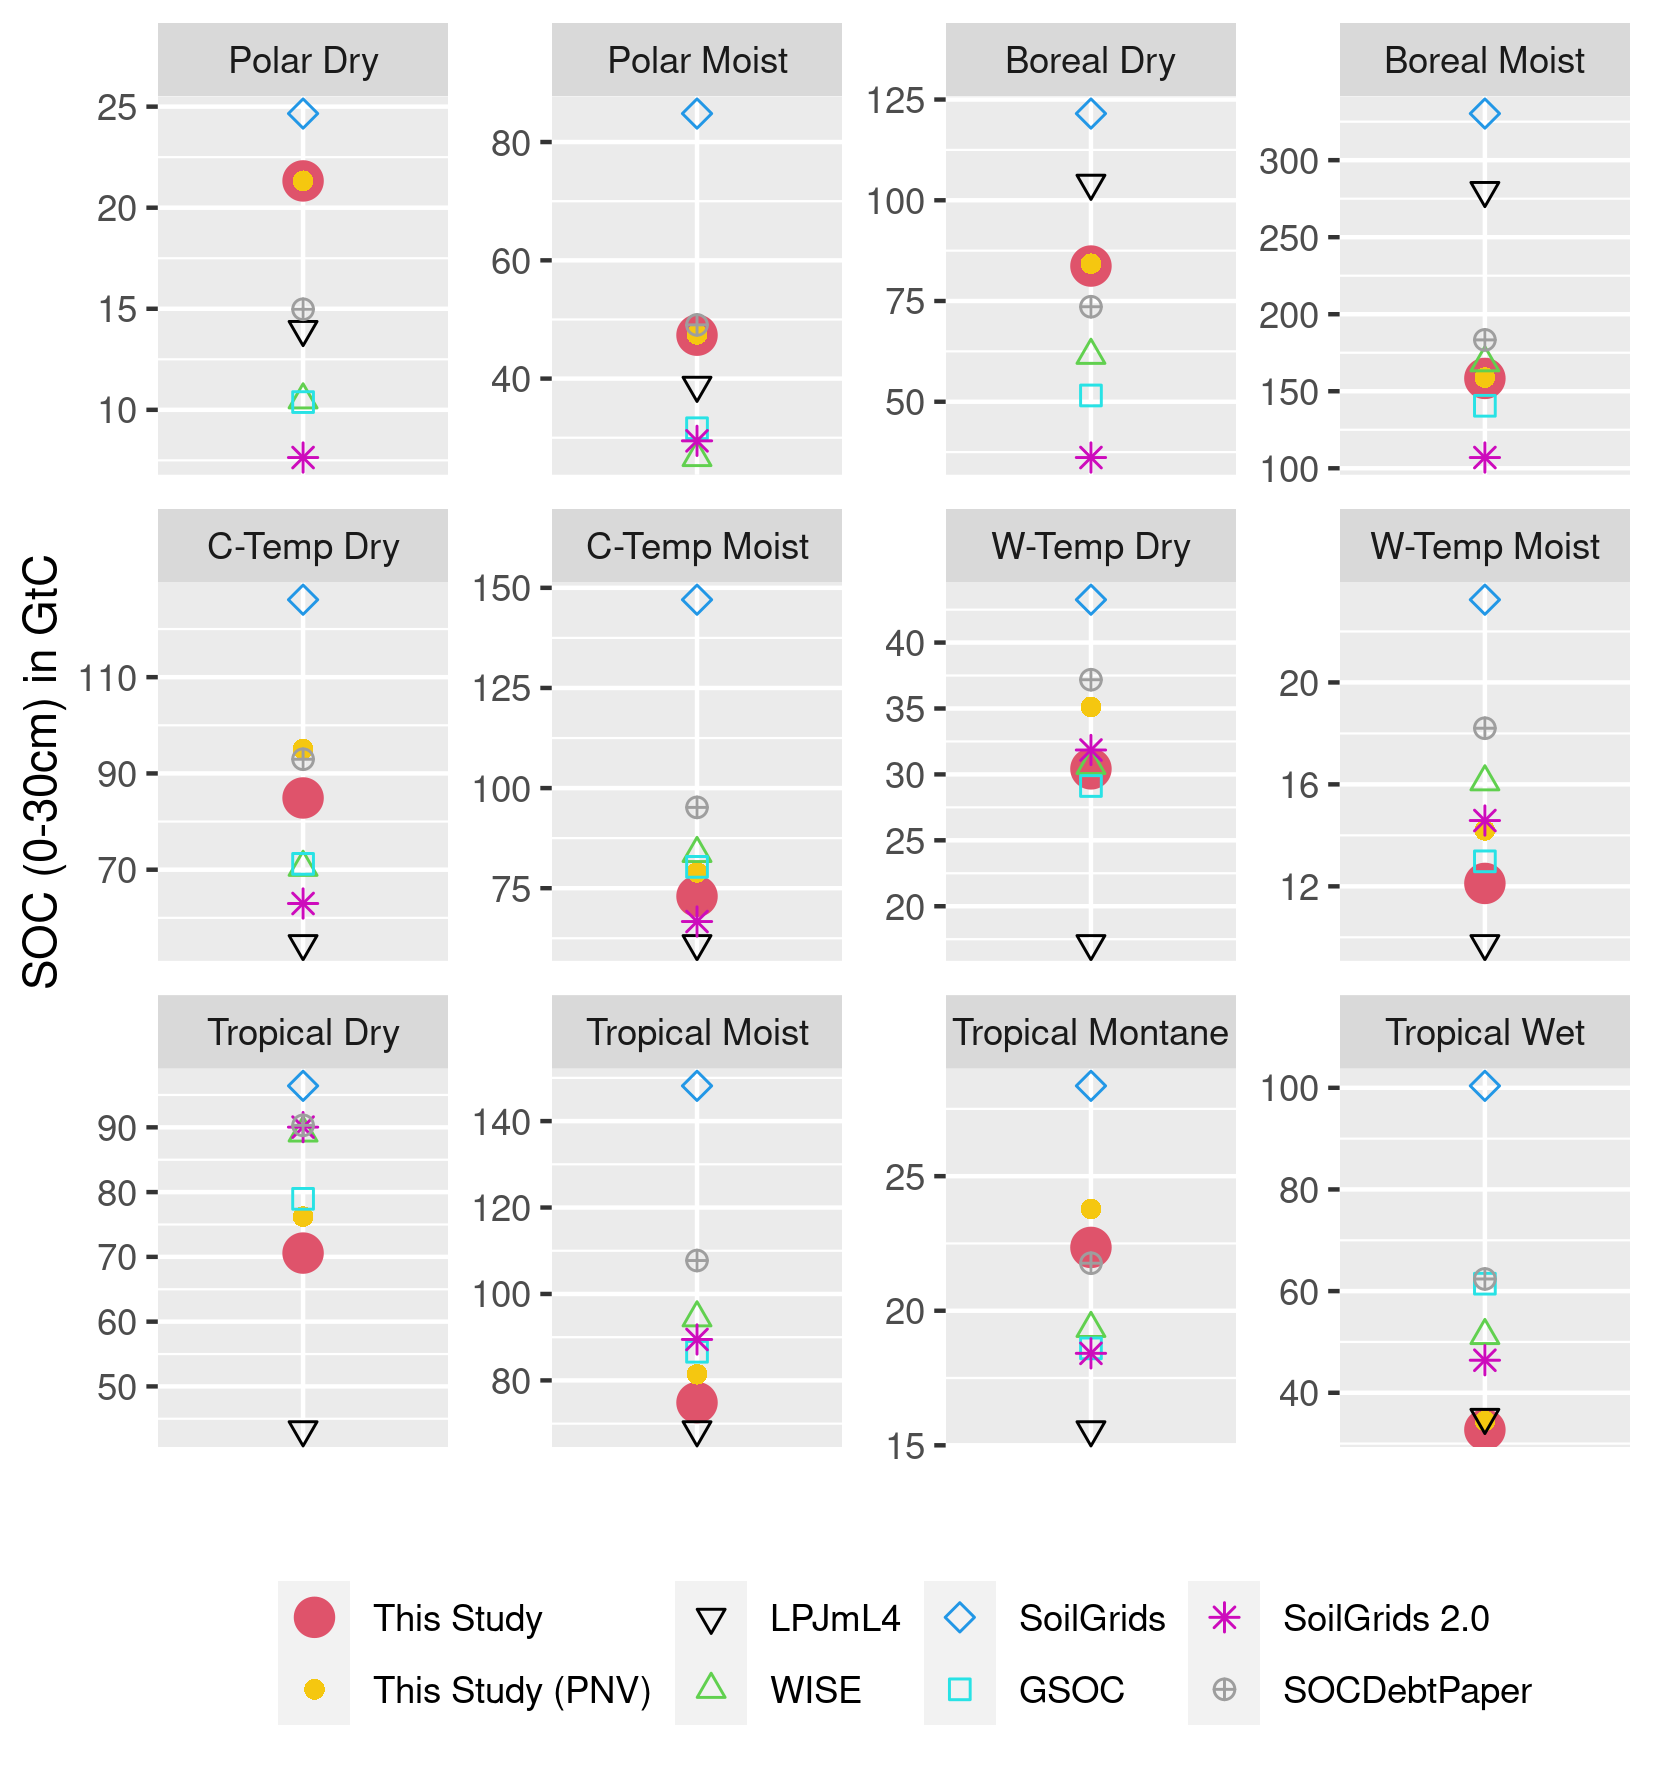 Polar Dry
Polar Moist
Boreal Dry
Boreal Moist
25
20
15
10
80
60
40
125
100
75
50
300
250
200
150
100
SOC (0-30cm) in GtC
C-Temp Dry
C-Temp Moist
W-Temp Dry
W-Temp Moist
110
90
70
150
125
100
75
40
35
30
25
20
20
16
12
Tropical Dry
Tropical Moist
Tropical Montane
Tropical Wet
90
80
70
60
50
140
120
100
80
25
20
15
100
80
60
40
This Study
LPJmL4
SoilGrids
SoilGrids 2.0
This Study (PNV)
WISE
GSOC
SOCDebtPaper